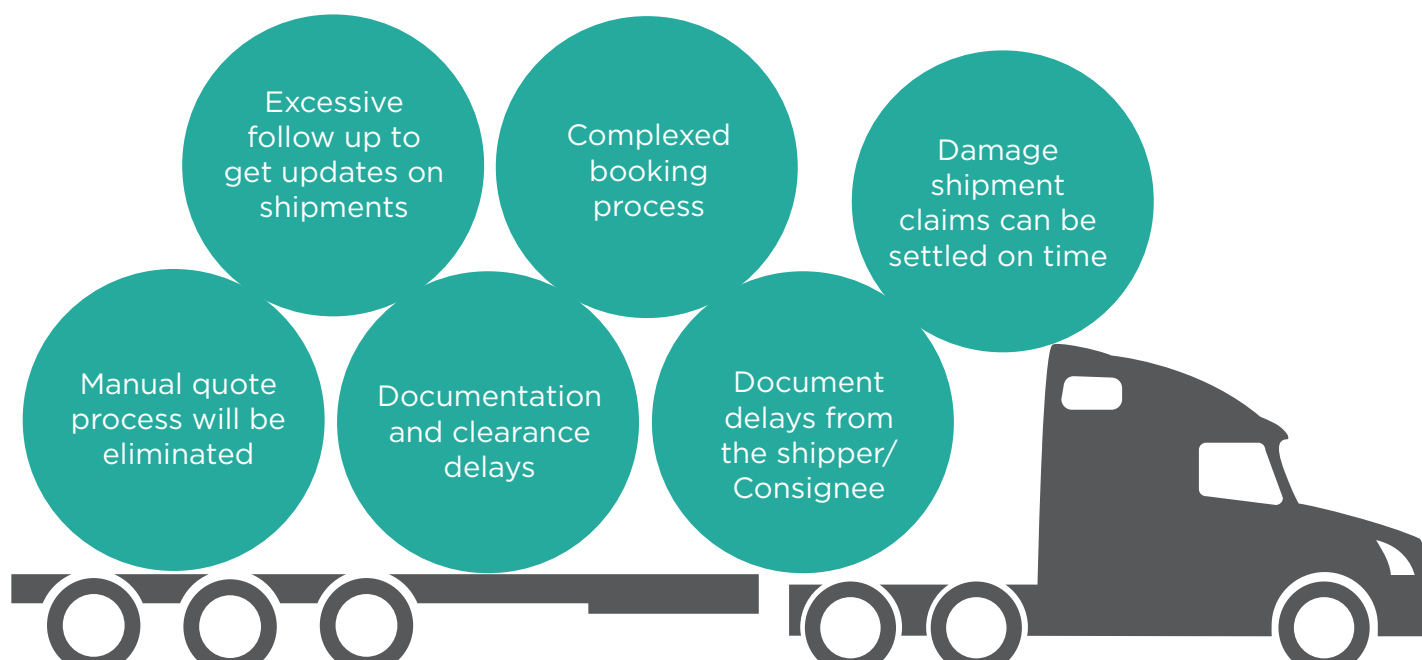 Excessive
follow up to
get updates on
shipments
Complexed
booking
process
Damage
shipment
claims can be
settled on time
Manual quote
process will be
eliminated
Documentation
and clearance
delays
Document
delays from
the shipper/
Consignee